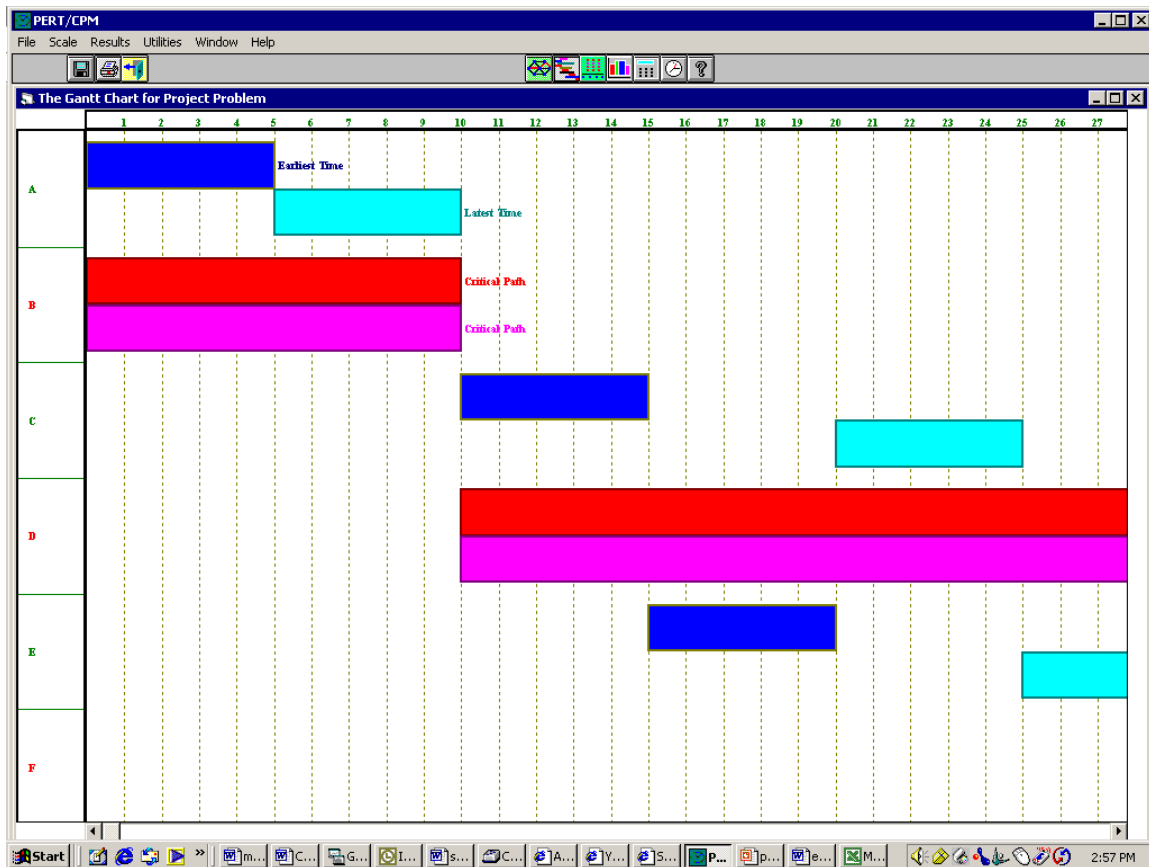 PERT/CPM
File Scale Results Utilities Window Help
The Gantt Chart for Project Problem
1 2 3 4 5 6 7 8 9 10 11 12 13 14 15 16 17 18 19 20 21 22 23 24 25 26 27
A
Earliest Time
Latest Time
B
Critical Path
Critical Path
C
D
E
F
Start » m... C... G... I... s... C... A... Y... S... P... p... e... M... 2:57 PM